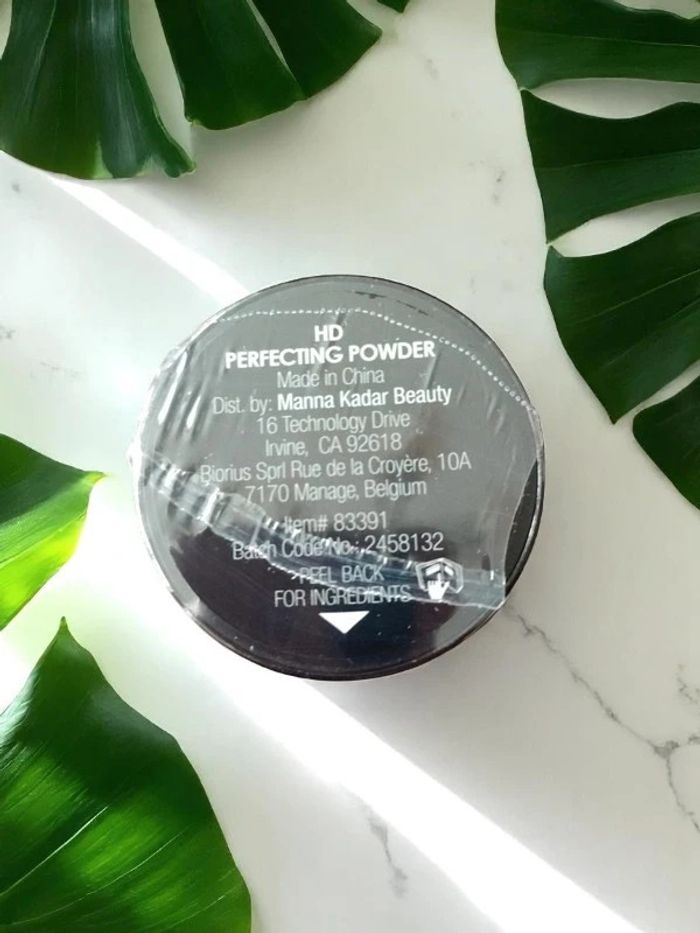 HD
PERFECTING POWDER
Made in China
Dist. by: Manna Kadar Beauty
16 Technology Drive
Irvine, CA 92618
Biorius Sprl Rue de la Croyère, 10A
7170 Manage, Belgium
Item# 83391
Batch Code No.: 2458132
>PEEL BACK
FOR INGREDIENTS